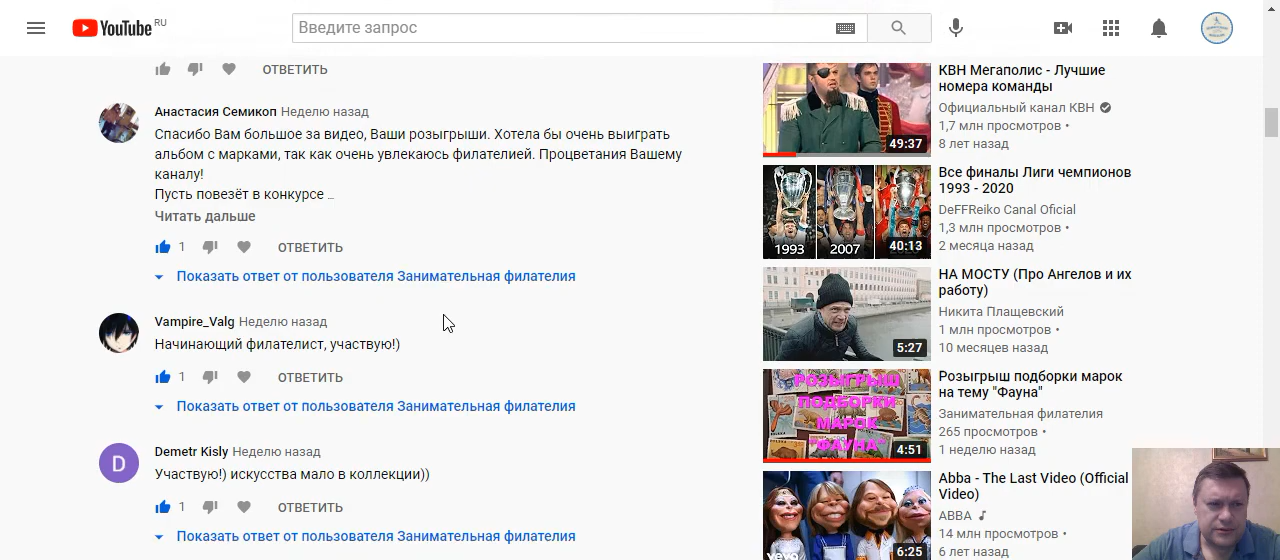 YouTube RU
Введите запрос
ОТВЕТИТЬ
Анастасия Семикоп Неделю назад
Спасибо Вам большое за видео, Ваши розыгрыши. Хотела бы очень выиграть
альбом с марками, так как очень увлекаюсь филателией. Процветания Вашему
каналу!
Пусть повезёт в конкурсе ...
Читать дальше
1 ОТВЕТИТЬ
Показать ответ от пользователя Занимательная филателия
Vampire_Valg Неделю назад
Начинающий филателист, участвую!)
1 ОТВЕТИТЬ
Показать ответ от пользователя Занимательная филателия
D
Demetr Kisly Неделю назад
Участвую!) искусства мало в коллекции))
1 ОТВЕТИТЬ
Показать ответ от пользователя Занимательная филателия
49:37
КВН Мегаполис - Лучшие
номера команды
Официальный канал КВН
1,7 млн просмотров •
8 лет назад
1993 2007
40:13
Все финалы Лиги чемпионов
1993 - 2020
DeFFReiko Canal Oficial
1,3 млн просмотров •
2 месяца назад
5:27
НА МОСТУ (Про Ангелов и их
работу)
Никита Плащевский
1 млн просмотров •
10 месяцев назад
РОЗЫГРЫШ
ПОДБОРКИ
МАРОК
"ФАУНА"
4:51
Розыгрыш подборки марок
на тему "Фауна"
Занимательная филателия
265 просмотров •
1 неделю назад
vevo
6:25
Abba - The Last Video (Official
Video)
ABBA
14 млн просмотров •
6 лет назад